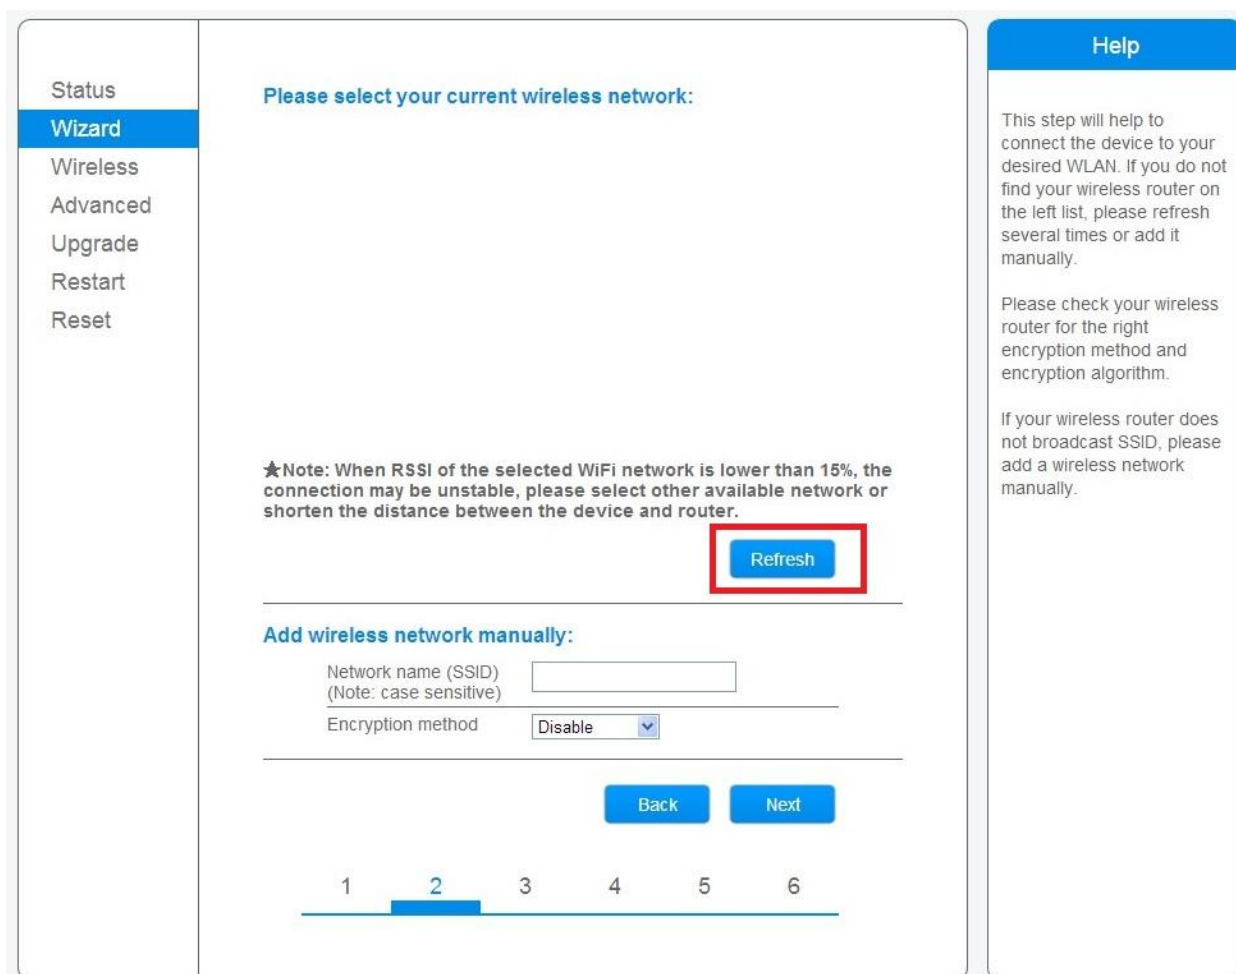 Status
Wizard
Wireless
Advanced
Upgrade
Restart
Reset
Please select your current wireless network:
★Note: When RSSI of the selected WiFi network is lower than 15%, the
connection may be unstable, please select other available network or
shorten the distance between the device and router.
Refresh
Add wireless network manually:
Network name (SSID)
(Note: case sensitive)
Encryption method
Disable
Back
Next
1 2 3 4 5 6
Help
This step will help to
connect the device to your
desired WLAN. If you do not
find your wireless router on
the left list, please refresh
several times or add it
manually.
Please check your wireless
router for the right
encryption method and
encryption algorithm.
If your wireless router does
not broadcast SSID, please
add a wireless network
manually.